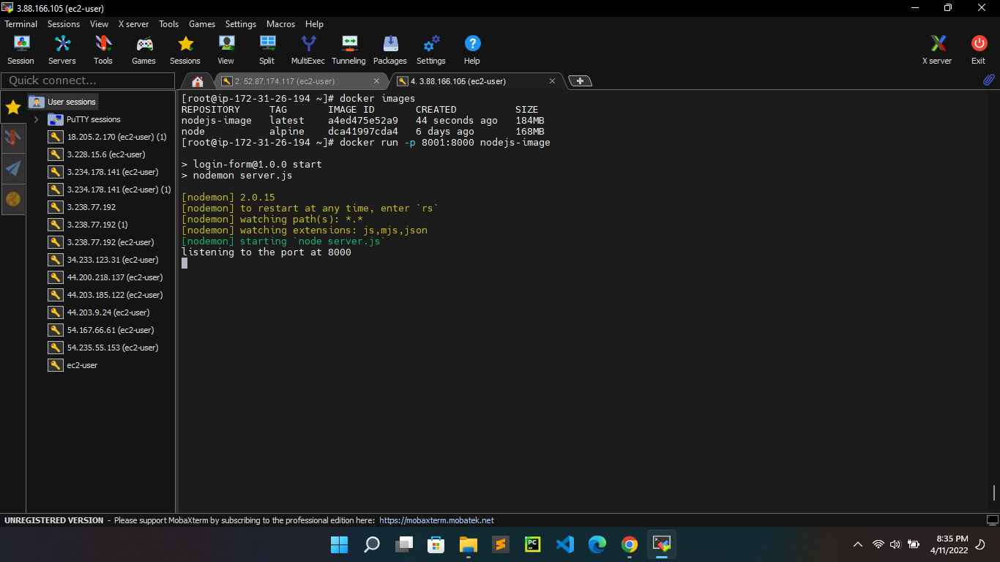 3.88.166.105 (ec2-user)
Terminal Sessions View X server Tools Games Settings Macros Help
Session Servers Tools Games Sessions View Split MultiExec Tunneling Packages Settings Help X server Exit
Quick connect...
2. 52.87.174.117 (ec2-user)
4. 3.88.166.105 (ec2-user)
User sessions
PuTTY sessions
18.205.2.170 (ec2-user) (1)
3.228.15.6 (ec2-user)
3.234.178.141 (ec2-user)
3.234.178.141 (ec2-user) (1)
3.238.77.192
3.238.77.192 (1)
3.238.77.192 (ec2-user)
34.233.123.31 (ec2-user)
44.200.218.137 (ec2-user)
44.203.185.122 (ec2-user)
44.203.9.24 (ec2-user)
54.167.66.61 (ec2-user)
54.235.55.153 (ec2-user)
ec2-user
[root@ip-172-31-26-194 ~]# docker images
REPOSITORY     TAG       IMAGE ID       CREATED          SIZE
nodejs-image   latest    a4ed475e52a9   44 seconds ago   184MB
node           alpine    dca41997cda4   6 days ago       168MB
[root@ip-172-31-26-194 ~]# docker run -p 8001:8000 nodejs-image
> login-form@1.0.0 start
> nodemon server.js
[nodemon] 2.0.15
[nodemon] to restart at any time, enter `rs`
[nodemon] watching path(s): *.*
[nodemon] watching extensions: js,mjs,json
[nodemon] starting `node server.js`
listening to the port at 8000
UNREGISTERED VERSION - Please support MobaXterm by subscribing to the professional edition here: https://mobaxterm.mobatek.net
PC
8:35 PM
4/11/2022